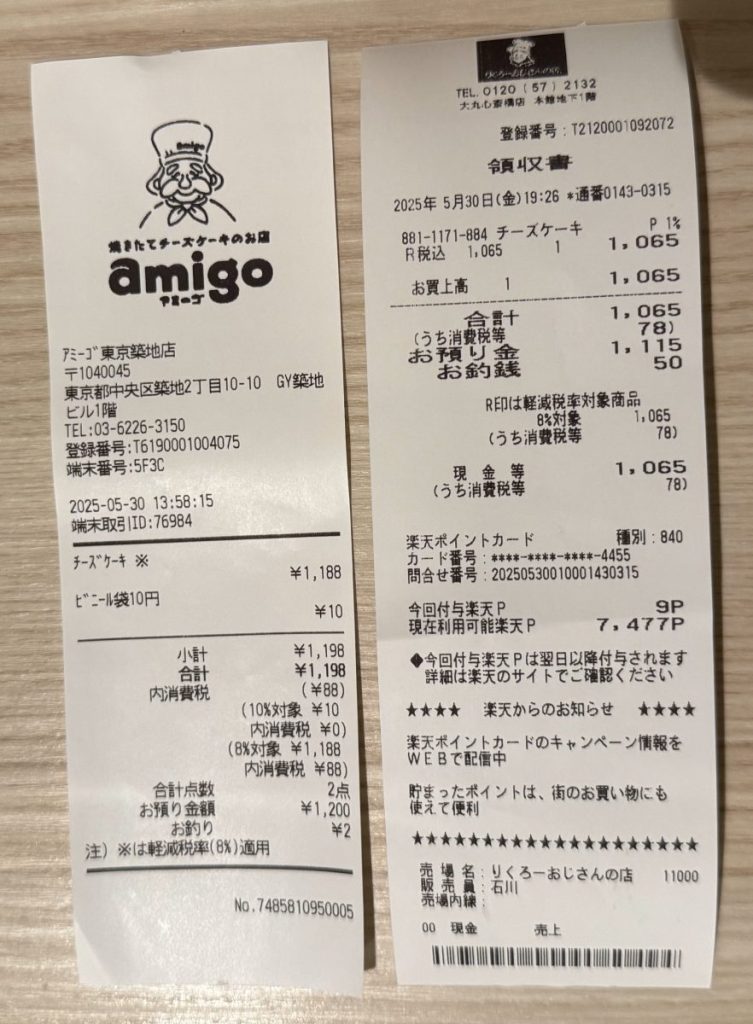 amigo
焼きたてチーズケーキのお店
amigo
アミーゴ
ｱﾐｰｺﾞ東京築地店
〒1040045
東京都中央区築地2丁目10-10　GY築地
ビル1階
TEL:03-6226-3150
登録番号:T6190001004075
端末番号:5F3C
2025-05-30 13:58:15
端末取引ID:76984
ﾁｰｽﾞｹｰｷ ※
¥1,188
ﾋﾞﾆｰﾙ袋10円
¥10
小計 ¥1,198
合計 ¥1,198
内消費税 (¥88)
(10%対象 ¥10
内消費税 ¥0)
(8%対象 ¥1,188
内消費税 ¥88)
合計点数 2点
お預り金額 ¥1,200
お釣り ¥2
注) ※は軽減税率(8%)適用
No.7485810950005
りくろーおじさんの店
TEL.0120(57)2132
大丸心斎橋店 本館地下1階
登録番号:T2120001092072
領収書
2025年 5月30日(金)19:26 *通番0143-0315
881-1171-884 チーズケーキ P 1%
R税込 1,065 1 1,065
お買上高 1 1,065
合計 1,065
(うち消費税等 78)
お預り金 1,115
お釣銭 50
R印は軽減税率対象商品
8%対象 1,065
(うち消費税等 78)
現 金 等 1,065
(うち消費税等 78)
楽天ポイントカード 種別:840
カード番号:****-****-****-4455
問合せ番号:20250530010001430315
今回付与楽天P 9P
現在利用可能楽天P 7,477P
◆今回付与楽天Pは翌日以降付与されます
詳細は楽天のサイトでご確認ください
★★★★ 楽天からのお知らせ ★★★★
楽天ポイントカードのキャンペーン情報を
WEBで配信中
貯まったポイントは、街のお買い物にも
使えて便利
★★★★★★★★★★★★★★★★★★★★
売 場 名:りくろーおじさんの店 11000
販 売 員:石川
売場内線:
00 現金 売上